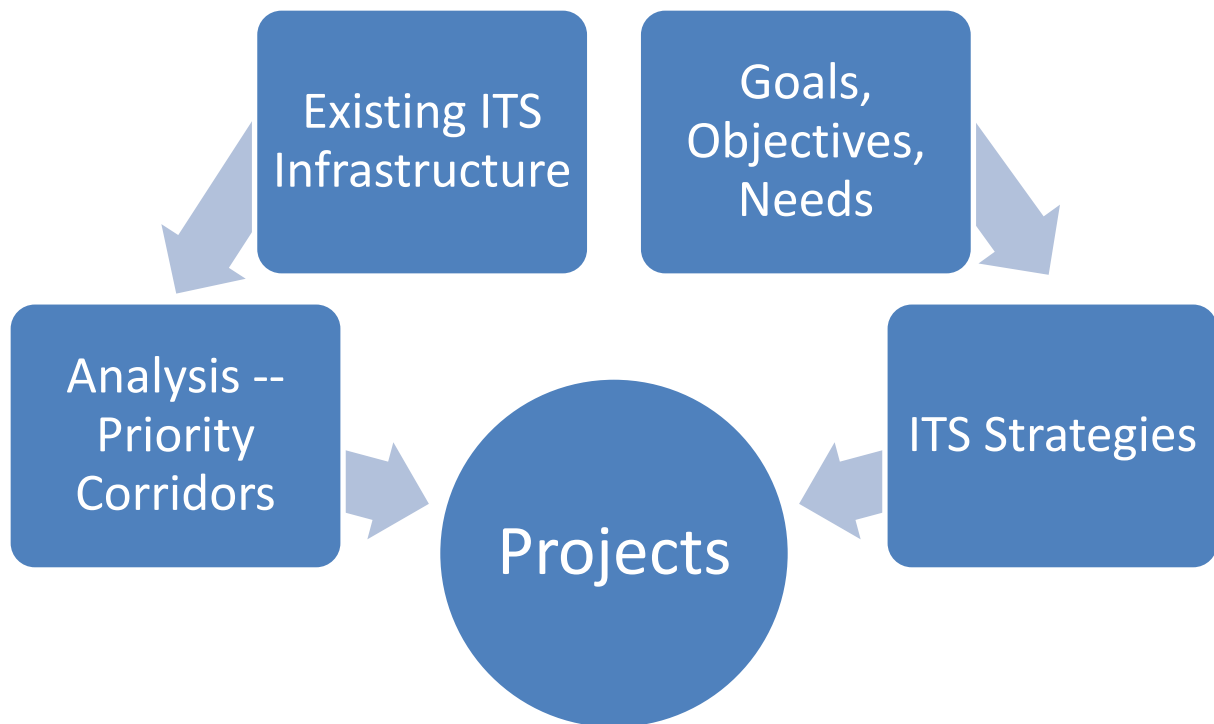 Existing ITS
Infrastructure
Goals,
Objectives,
Needs
Analysis --
Priority
Corridors
ITS Strategies
Projects